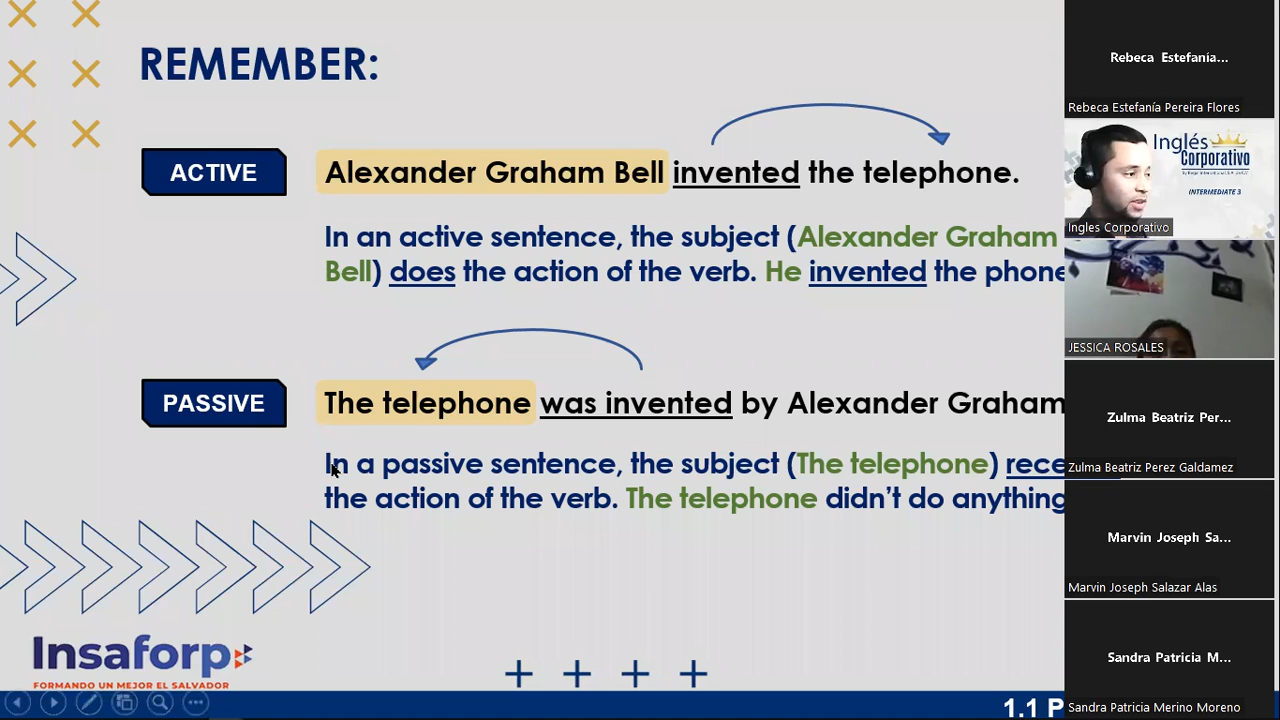 REMEMBER:
ACTIVE
Alexander Graham Bell invented the telephone.
In an active sentence, the subject (Alexander Graham
Bell) does the action of the verb. He invented the phone
PASSIVE
The telephone was invented by Alexander Graham
In a passive sentence, the subject (The telephone) rece
the action of the verb. The telephone didn't do anything
Insaforp
FORMANDO UN MEJOR EL SALVADOR
1.1 P
Rebeca Estefanía...
Rebeca Estefanía Pereira Flores
Inglés
Corporativo
INTERMEDIATE 3
Ingles Corporativo
JESSICA ROSALES
Zulma Beatriz Per...
Zulma Beatriz Perez Galdamez
Marvin Joseph Sa...
Marvin Joseph Salazar Alas
Sandra Patricia M...
Sandra Patricia Merino Moreno